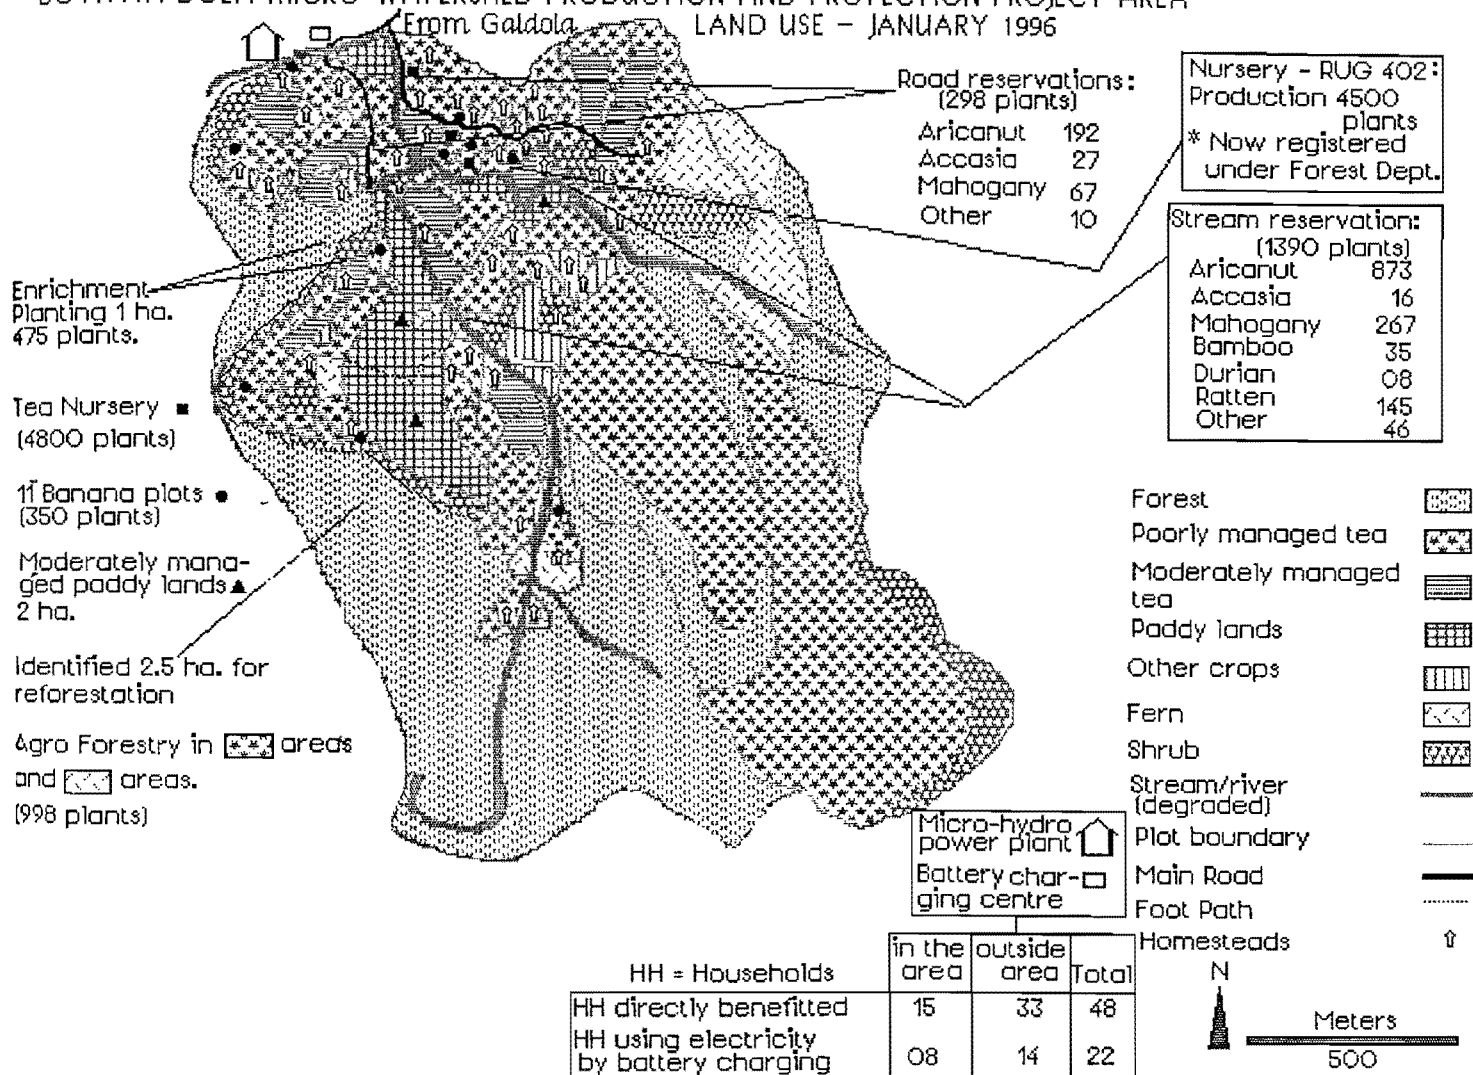 MICRO-WATERSHED PRODUCTION AND PROTECTION PROJECT AREA
From Galdola
LAND USE – JANUARY 1996
Road reservations:
(298 plants)
Aricanut 192
Accasia 27
Mahogany 67
Other 10
Nursery - RUG 402:
Production 4500
plants
* Now registered
under Forest Dept.
Stream reservation:
(1390 plants)
Aricanut 873
Accasia 16
Mahogany 267
Bamboo 35
Durian 08
Ratten 145
Other 46
Enrichment
Planting 1 ha.
475 plants.
Tea Nursery
(4800 plants)
11 Banana plots
(350 plants)
Moderately mana-
ged paddy lands
2 ha.
Identified 2.5 ha. for
reforestation
Agro Forestry in areas
and areas.
(998 plants)
Forest
Poorly managed tea
Moderately managed
tea
Paddy lands
Other crops
Fern
Shrub
Stream/river
(degraded)
Plot boundary
Main Road
Foot Path
Homesteads
Micro-hydro
power plant
Battery char-
ging centre
HH = Households in the area outside area Total
HH directly benefitted 15 33 48
HH using electricity
by battery charging 08 14 22
N
Meters
500